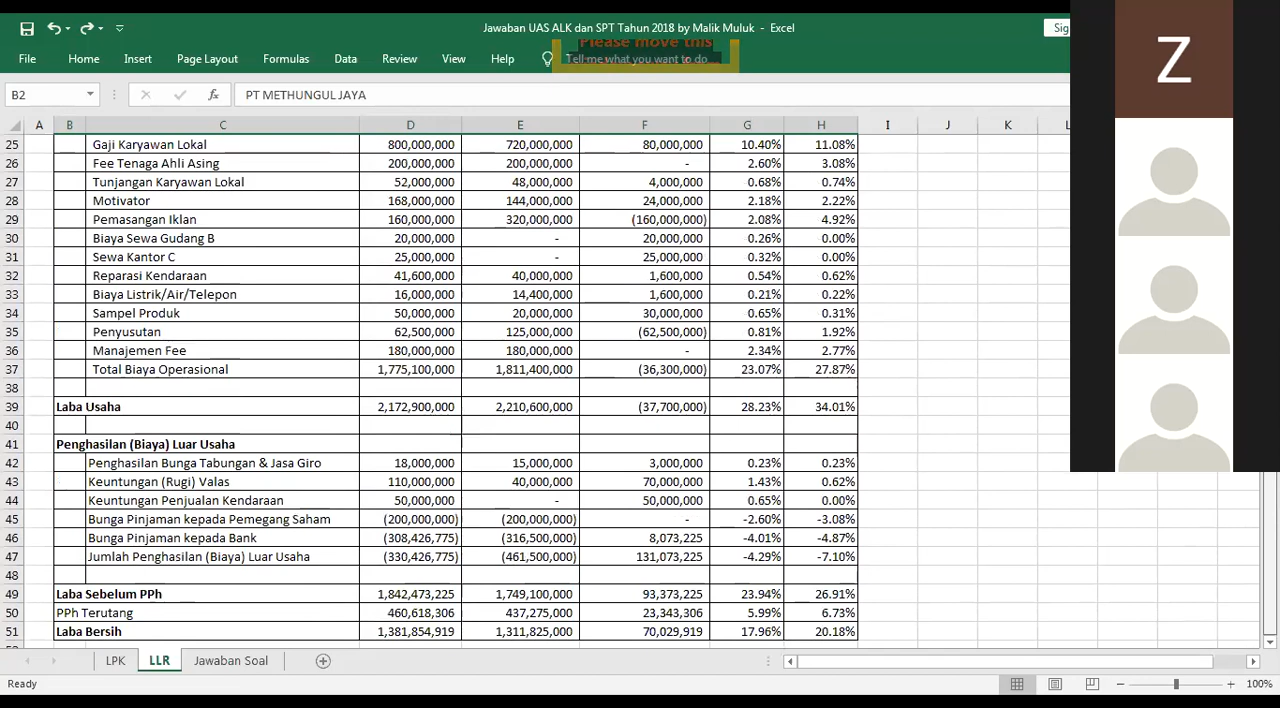 Jawaban UAS ALK dan SPT Tahun 2018 by Malik Muluk - Excel
Sig
Please move this
File Home Insert Page Layout Formulas Data Review View Help Tell me what you want to do...
B2 fx PT METHUNGUL JAYA
A B C D E F G H I J K L
25 Gaji Karyawan Lokal 800,000,000 720,000,000 80,000,000 10.40% 11.08%
26 Fee Tenaga Ahli Asing 200,000,000 200,000,000 - 2.60% 3.08%
27 Tunjangan Karyawan Lokal 52,000,000 48,000,000 4,000,000 0.68% 0.74%
28 Motivator 168,000,000 144,000,000 24,000,000 2.18% 2.22%
29 Pemasangan Iklan 160,000,000 320,000,000 (160,000,000) 2.08% 4.92%
30 Biaya Sewa Gudang B 20,000,000 - 20,000,000 0.26% 0.00%
31 Sewa Kantor C 25,000,000 - 25,000,000 0.32% 0.00%
32 Reparasi Kendaraan 41,600,000 40,000,000 1,600,000 0.54% 0.62%
33 Biaya Listrik/Air/Telepon 16,000,000 14,400,000 1,600,000 0.21% 0.22%
34 Sampel Produk 50,000,000 20,000,000 30,000,000 0.65% 0.31%
35 Penyusutan 62,500,000 125,000,000 (62,500,000) 0.81% 1.92%
36 Manajemen Fee 180,000,000 180,000,000 - 2.34% 2.77%
37 Total Biaya Operasional 1,775,100,000 1,811,400,000 (36,300,000) 23.07% 27.87%
38
39 Laba Usaha 2,172,900,000 2,210,600,000 (37,700,000) 28.23% 34.01%
40
41 Penghasilan (Biaya) Luar Usaha
42 Penghasilan Bunga Tabungan & Jasa Giro 18,000,000 15,000,000 3,000,000 0.23% 0.23%
43 Keuntungan (Rugi) Valas 110,000,000 40,000,000 70,000,000 1.43% 0.62%
44 Keuntungan Penjualan Kendaraan 50,000,000 - 50,000,000 0.65% 0.00%
45 Bunga Pinjaman kepada Pemegang Saham (200,000,000) (200,000,000) - -2.60% -3.08%
46 Bunga Pinjaman kepada Bank (308,426,775) (316,500,000) 8,073,225 -4.01% -4.87%
47 Jumlah Penghasilan (Biaya) Luar Usaha (330,426,775) (461,500,000) 131,073,225 -4.29% -7.10%
48
49 Laba Sebelum PPh 1,842,473,225 1,749,100,000 93,373,225 23.94% 26.91%
50 PPh Terutang 460,618,306 437,275,000 23,343,306 5.99% 6.73%
51 Laba Bersih 1,381,854,919 1,311,825,000 70,029,919 17.96% 20.18%
LPK LLR Jawaban Soal
Ready 100%
Z